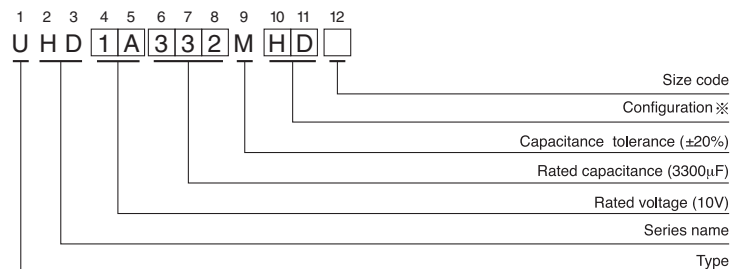 1 2 3 4 5 6 7 8 9 10 11 12
U H D 1 A 3 3 2 M H D
Size code
Configuration※
Capacitance tolerance (±20%)
Rated capacitance (3300µF)
Rated voltage (10V)
Series name
Type